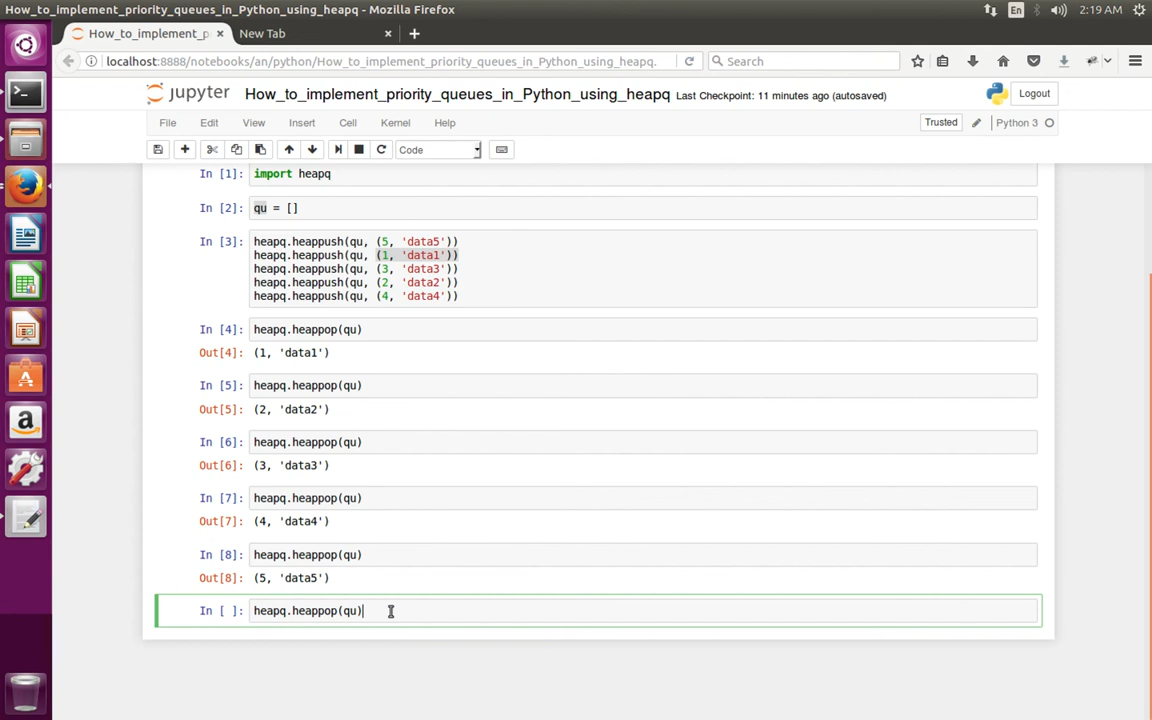 How_to_implement_priority_queues_in_Python_using_heapq - Mozilla Firefox
En
2:19 AM
How_to_implement_p
New Tab
localhost:8888/notebooks/an/python/How_to_implement_priority_queues_in_Python_using_heapq.
Search
jupyter
How_to_implement_priority_queues_in_Python_using_heapq Last Checkpoint: 11 minutes ago (autosaved)
Logout
File Edit View Insert Cell Kernel Help
Trusted
Python 3
Code
In [1]: import heapq
In [2]: qu = []
In [3]: heapq.heappush(qu, (5, 'data5'))
heapq.heappush(qu, (1, 'data1'))
heapq.heappush(qu, (3, 'data3'))
heapq.heappush(qu, (2, 'data2'))
heapq.heappush(qu, (4, 'data4'))
In [4]: heapq.heappop(qu)
Out[4]: (1, 'data1')
In [5]: heapq.heappop(qu)
Out[5]: (2, 'data2')
In [6]: heapq.heappop(qu)
Out[6]: (3, 'data3')
In [7]: heapq.heappop(qu)
Out[7]: (4, 'data4')
In [8]: heapq.heappop(qu)
Out[8]: (5, 'data5')
In [ ]: heapq.heappop(qu)